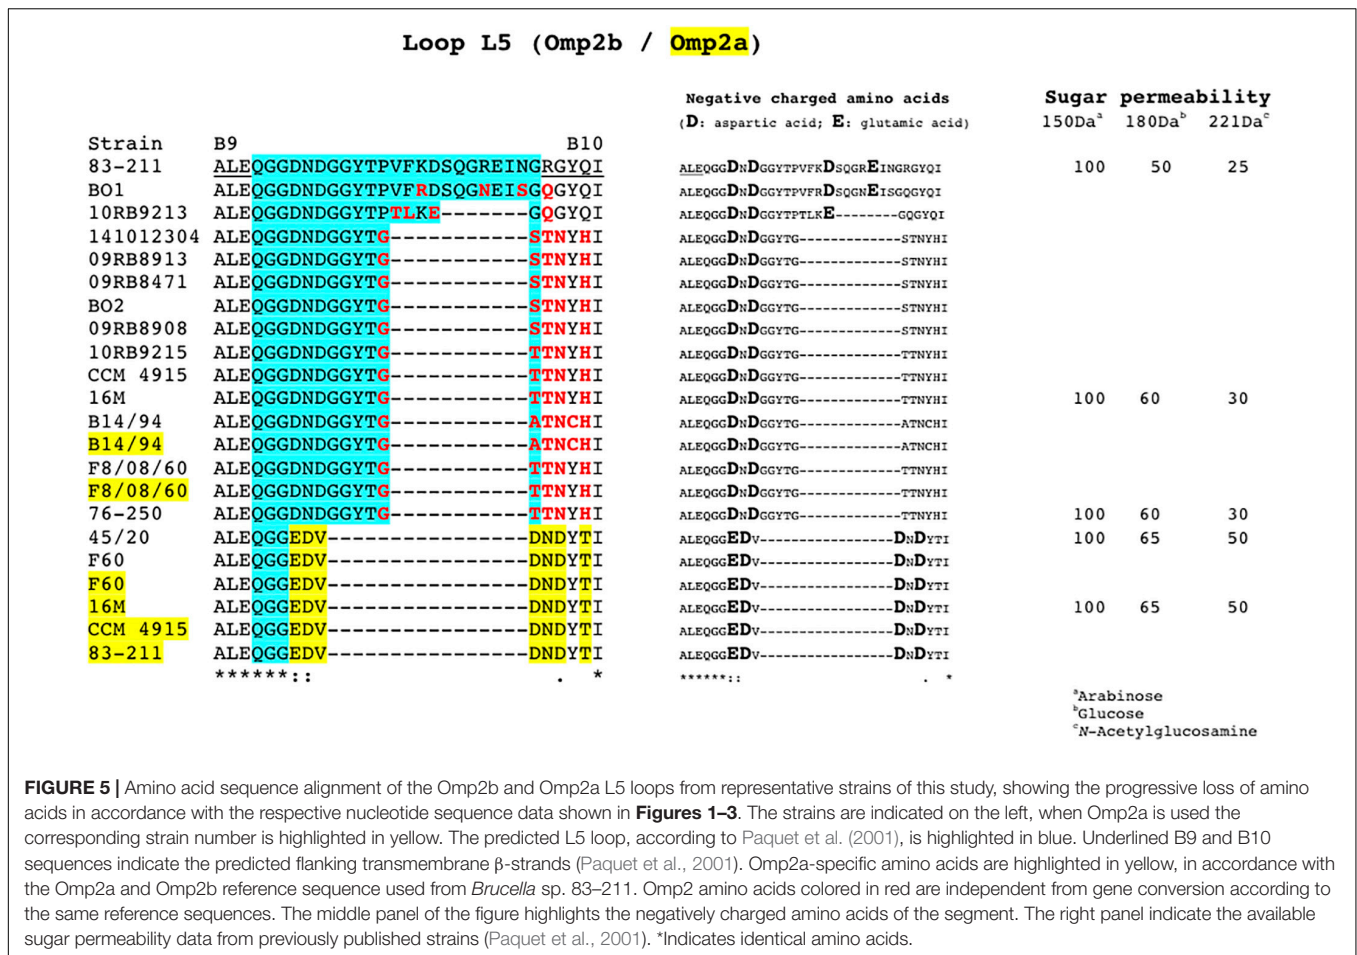 Loop L5 (Omp2b / Omp2a)
Negative charged amino acids
(D: aspartic acid; E: glutamic acid)
Sugar permeability
150Daᵃ 180Daᵇ 221Daᶜ
Strain B9 B10
83-211 ALEQGGDNDGGYTPVFKDSQGREINGRGYQI ALEQGGDNDGGYTPVFKDSQGREINGRGYQI 100 50 25
BO1 ALEQGGDNDGGYTPVFRDSQGNEISGQGYQI ALEQGGDNDGGYTPVFRDSQGNEISGQGYQI
10RB9213 ALEQGGDNDGGYTPTLKE--------GQGYQI ALEQGGDNDGGYTPTLKE--------GQGYQI
141012304 ALEQGGDNDGGYTG------------STNYHI ALEQGGDNDGGYTG-------------STNYHI
09RB8913 ALEQGGDNDGGYTG------------STNYHI ALEQGGDNDGGYTG-------------STNYHI
09RB8471 ALEQGGDNDGGYTG------------STNYHI ALEQGGDNDGGYTG-------------STNYHI
BO2 ALEQGGDNDGGYTG------------STNYHI ALEQGGDNDGGYTG-------------STNYHI
09RB8908 ALEQGGDNDGGYTG------------STNYHI ALEQGGDNDGGYTG-------------STNYHI
10RB9215 ALEQGGDNDGGYTG------------TTNYHI ALEQGGDNDGGYTG-------------TTNYHI
CCM 4915 ALEQGGDNDGGYTG------------TTNYHI ALEQGGDNDGGYTG-------------TTNYHI
16M ALEQGGDNDGGYTG------------TTNYHI ALEQGGDNDGGYTG-------------TTNYHI 100 60 30
B14/94 ALEQGGDNDGGYTG------------ATNCHI ALEQGGDNDGGYTG-------------ATNCHI
B14/94 ALEQGGDNDGGYTG------------ATNCHI ALEQGGDNDGGYTG-------------ATNCHI
F8/08/60 ALEQGGDNDGGYTG------------TTNYHI ALEQGGDNDGGYTG-------------TTNYHI
F8/08/60 ALEQGGDNDGGYTG------------TTNYHI ALEQGGDNDGGYTG-------------TTNYHI
76-250 ALEQGGDNDGGYTG------------TTNYHI ALEQGGDNDGGYTG-------------TTNYHI 100 60 30
45/20 ALEQGGEDV----------------DNDYTI ALEQGGEDV-----------------DNDYTI 100 65 50
F60 ALEQGGEDV----------------DNDYTI ALEQGGEDV-----------------DNDYTI
F60 ALEQGGEDV----------------DNDYTI ALEQGGEDV-----------------DNDYTI
16M ALEQGGEDV----------------DNDYTI ALEQGGEDV-----------------DNDYTI 100 65 50
CCM 4915 ALEQGGEDV----------------DNDYTI ALEQGGEDV-----------------DNDYTI
83-211 ALEQGGEDV----------------DNDYTI ALEQGGEDV-----------------DNDYTI
******:: . * ******:: . *
ᵃArabinose
ᵇGlucose
ᶜN-Acetylglucosamine
FIGURE 5 | Amino acid sequence alignment of the Omp2b and Omp2a L5 loops from representative strains of this study, showing the progressive loss of amino
acids in accordance with the respective nucleotide sequence data shown in Figures 1–3. The strains are indicated on the left, when Omp2a is used the
corresponding strain number is highlighted in yellow. The predicted L5 loop, according to Paquet et al. (2001), is highlighted in blue. Underlined B9 and B10
sequences indicate the predicted flanking transmembrane β-strands (Paquet et al., 2001). Omp2a-specific amino acids are highlighted in yellow, in accordance with
the Omp2a and Omp2b reference sequence used from Brucella sp. 83–211. Omp2 amino acids colored in red are independent from gene conversion according to
the same reference sequences. The middle panel of the figure highlights the negatively charged amino acids of the segment. The right panel indicate the available
sugar permeability data from previously published strains (Paquet et al., 2001). *Indicates identical amino acids.